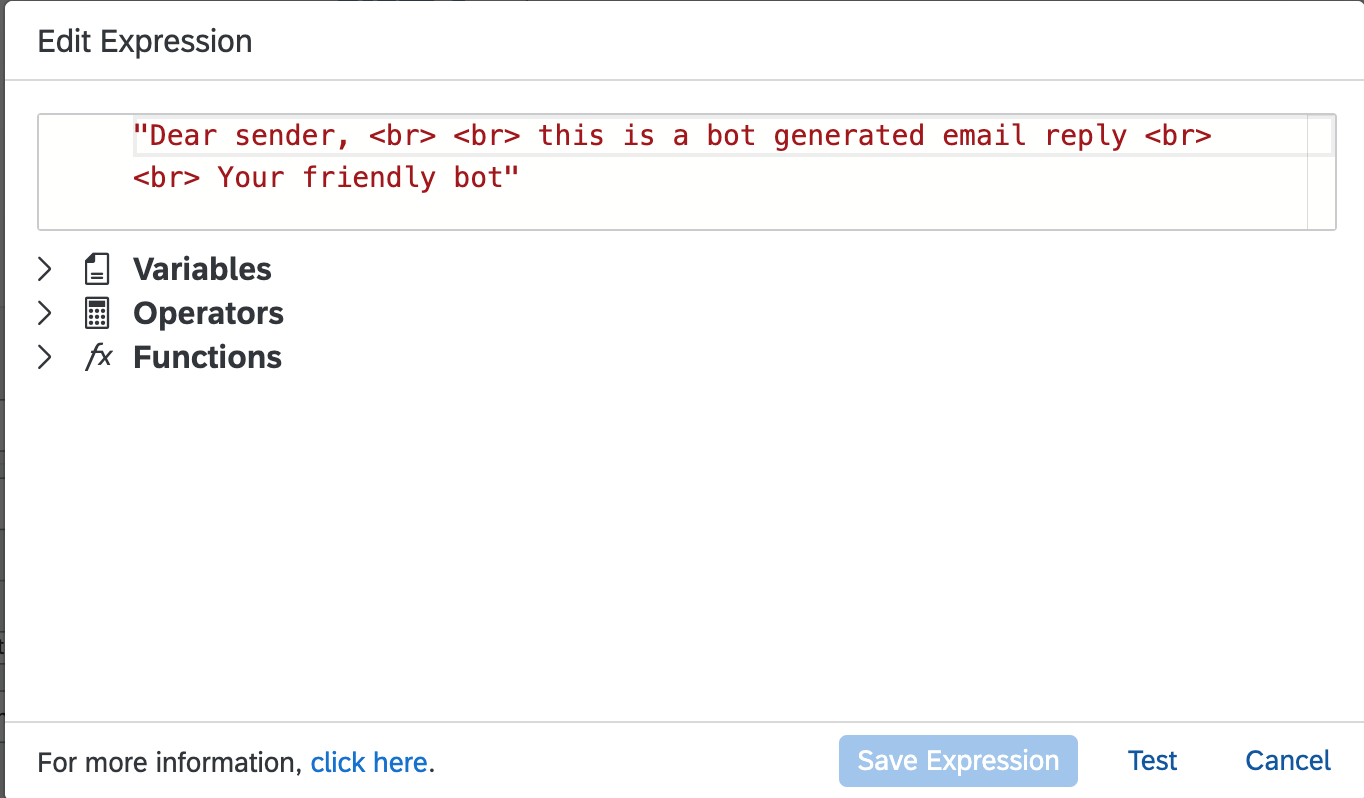 Edit Expression
"Dear sender, <br> <br> this is a bot generated email reply <br>
<br> Your friendly bot"
Variables
Operators
fx Functions
For more information, click here.
Save Expression
Test
Cancel